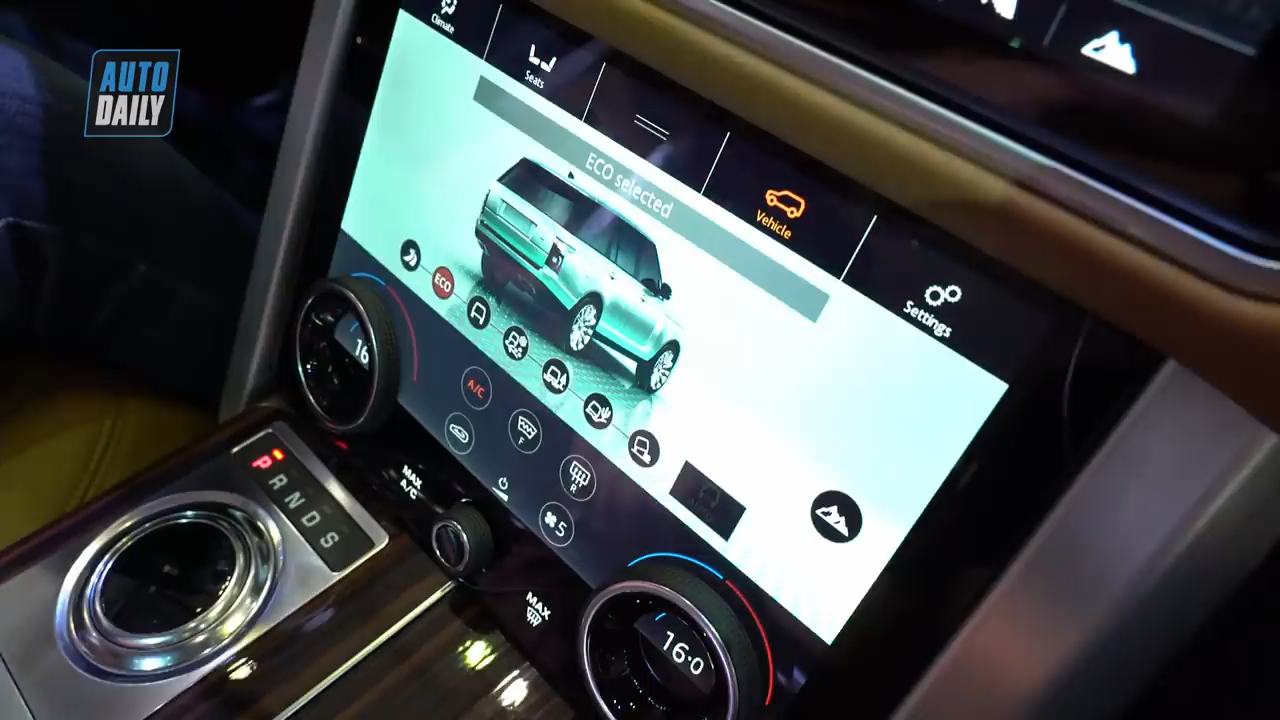 AUTO
DAILY
Climate
Seats
Vehicle
Settings
ECO selected
ECO
A/C
F
R
5
16
16.0
MAX
A/C
MAX
P R N D S